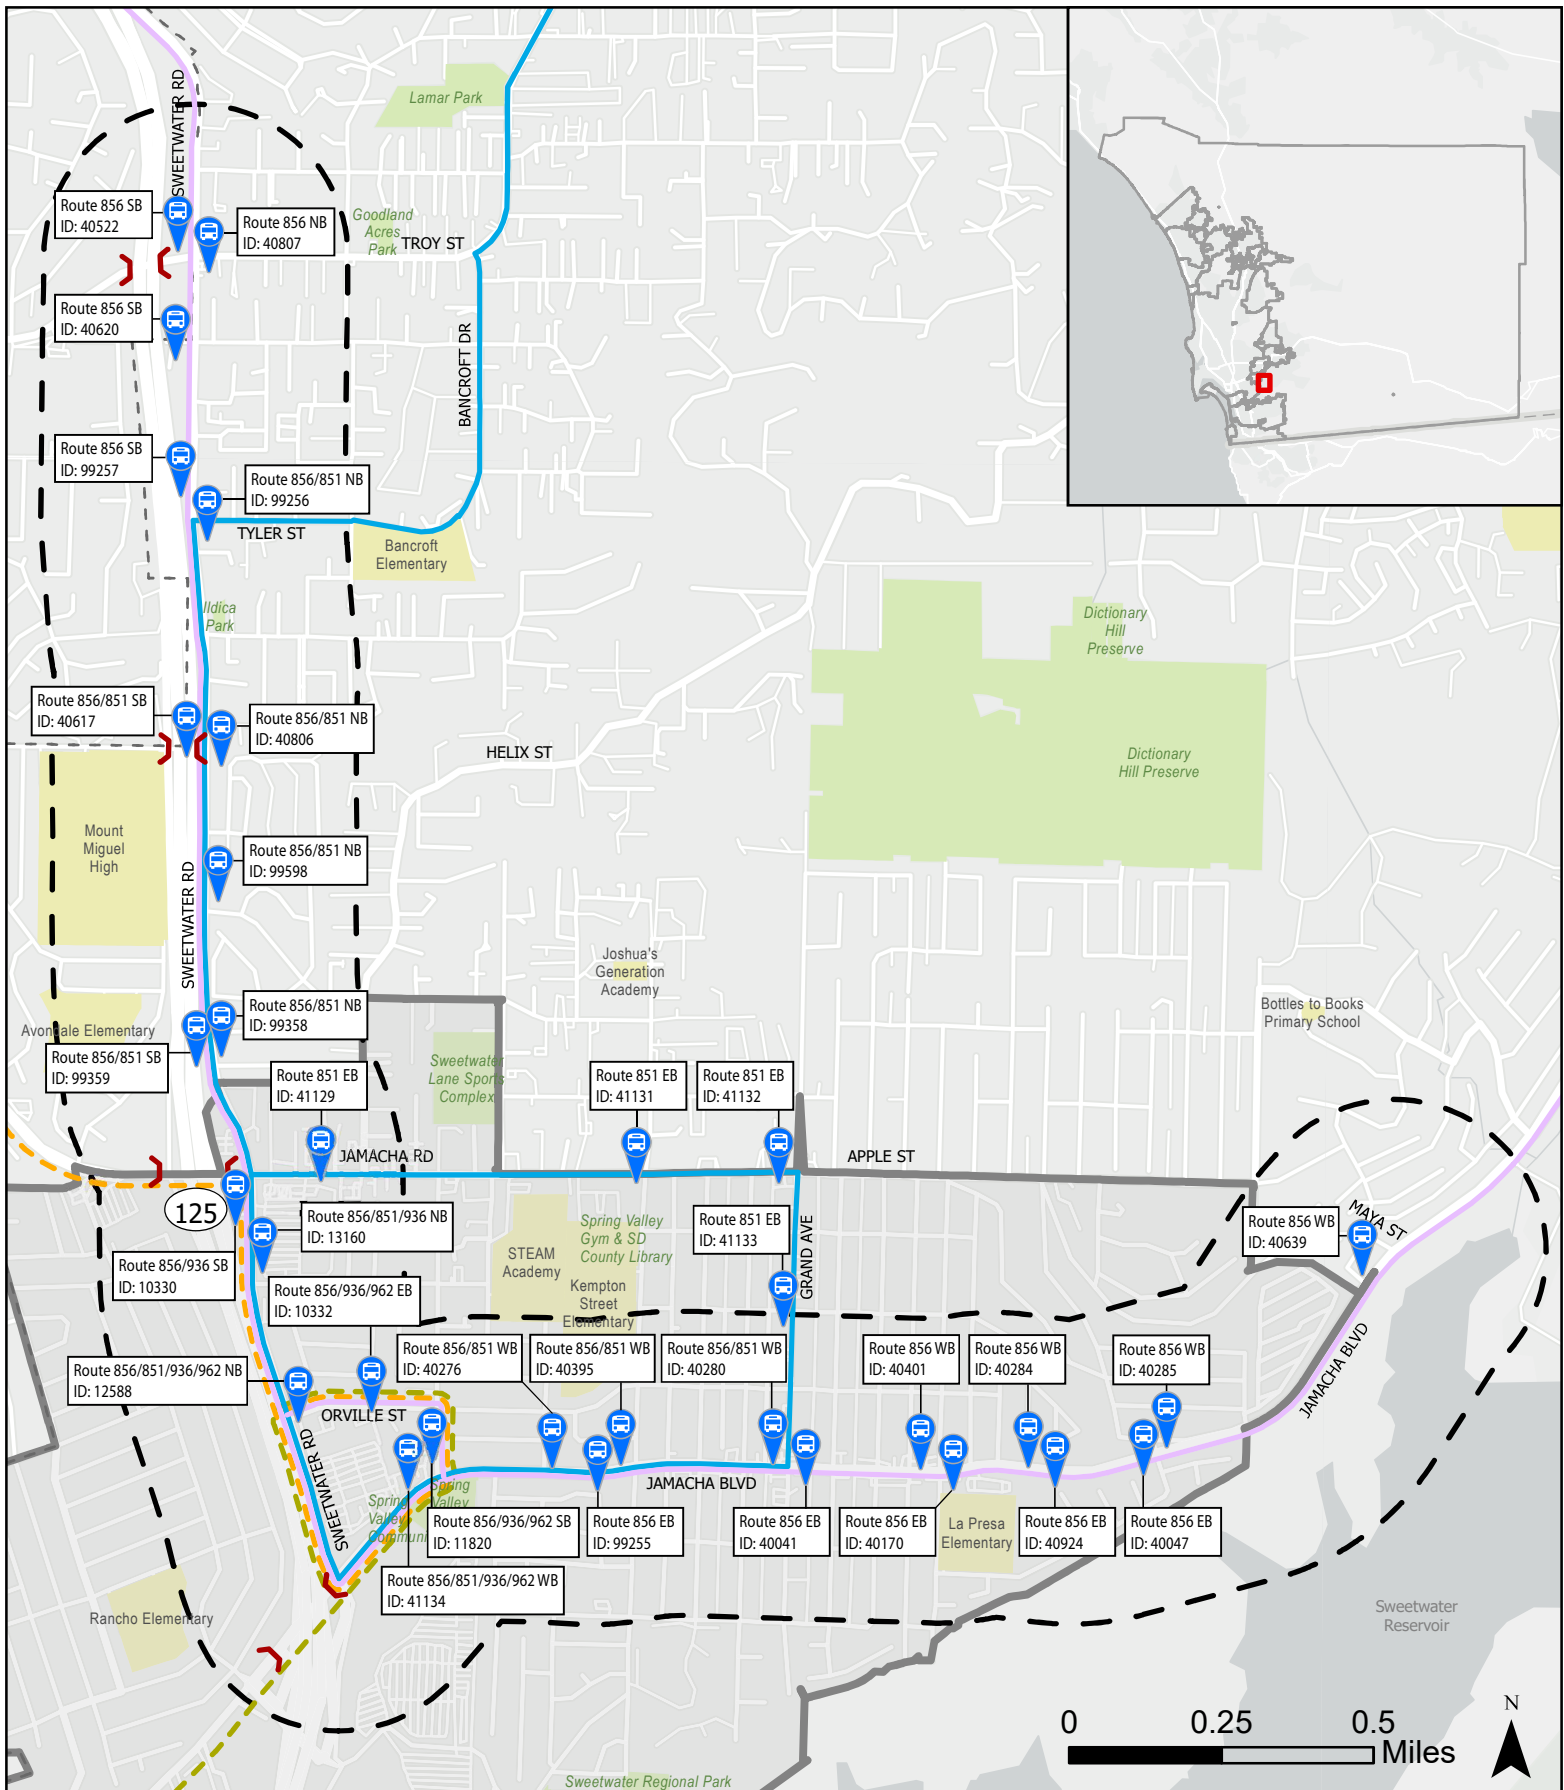 Lamar Park
SWEETWATER RD
Route 856 SB
ID: 40522
Route 856 NB
ID: 40807
Goodland
Acres
Park
TROY ST
Route 856 SB
ID: 40620
BANCROFT DR
Route 856 SB
ID: 99257
Route 856/851 NB
ID: 99256
TYLER ST
Bancroft
Elementary
Ildica
Park
Dictionary
Hill
Preserve
Route 856/851 SB
ID: 40617
Route 856/851 NB
ID: 40806
HELIX ST
Dictionary
Hill Preserve
Mount
Miguel
High
Route 856/851 NB
ID: 99598
SWEETWATER RD
Joshua's
Generation
Academy
Route 856/851 NB
ID: 99358
Avondale Elementary
Bottles to Books
Primary School
Route 856/851 SB
ID: 99359
Sweetwater
Lane Sports
Complex
Route 851 EB
ID: 41129
Route 851 EB
ID: 41131
Route 851 EB
ID: 41132
JAMACHA RD
APPLE ST
125
Route 856/851/936 NB
ID: 13160
Spring Valley
Gym & SD
County Library
Route 851 EB
ID: 41133
GRAND AVE
Route 856 WB
ID: 40639
MAYA ST
STEAM
Academy
Route 856/936 SB
ID: 10330
Route 856/936/962 EB
ID: 10332
Kempton
Street
Elementary
Route 856/851 WB
ID: 40276
Route 856/851 WB
ID: 40395
Route 856/851 WB
ID: 40280
Route 856 WB
ID: 40401
Route 856 WB
ID: 40284
Route 856 WB
ID: 40285
JAMACHA BLVD
Route 856/851/936/962 NB
ID: 12588
ORVILLE ST
SWEETWATER RD
JAMACHA BLVD
Spring
Valley
Spring
Valley
Communi
Route 856/936/962 SB
ID: 11820
Route 856 EB
ID: 99255
Route 856 EB
ID: 40041
Route 856 EB
ID: 40170
La Presa
Elementary
Route 856 EB
ID: 40924
Route 856 EB
ID: 40047
Route 856/851/936/962 WB
ID: 41134
Rancho Elementary
Sweetwater
Reservoir
N
0 0.25 0.5
Miles
Sweetwater Regional Park